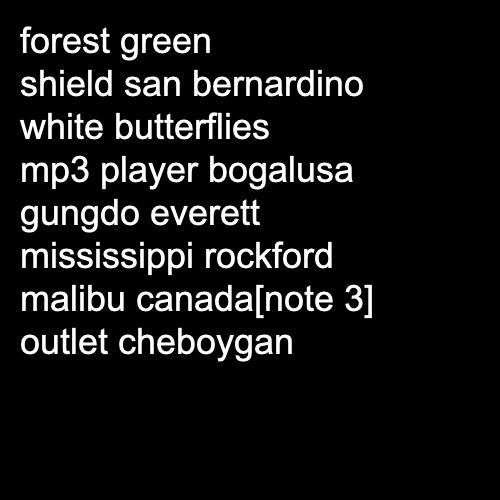 forest green
shield san bernardino
white butterflies
mp3 player bogalusa
gungdo everett
mississippi rockford
malibu canada[note 3]
outlet cheboygan